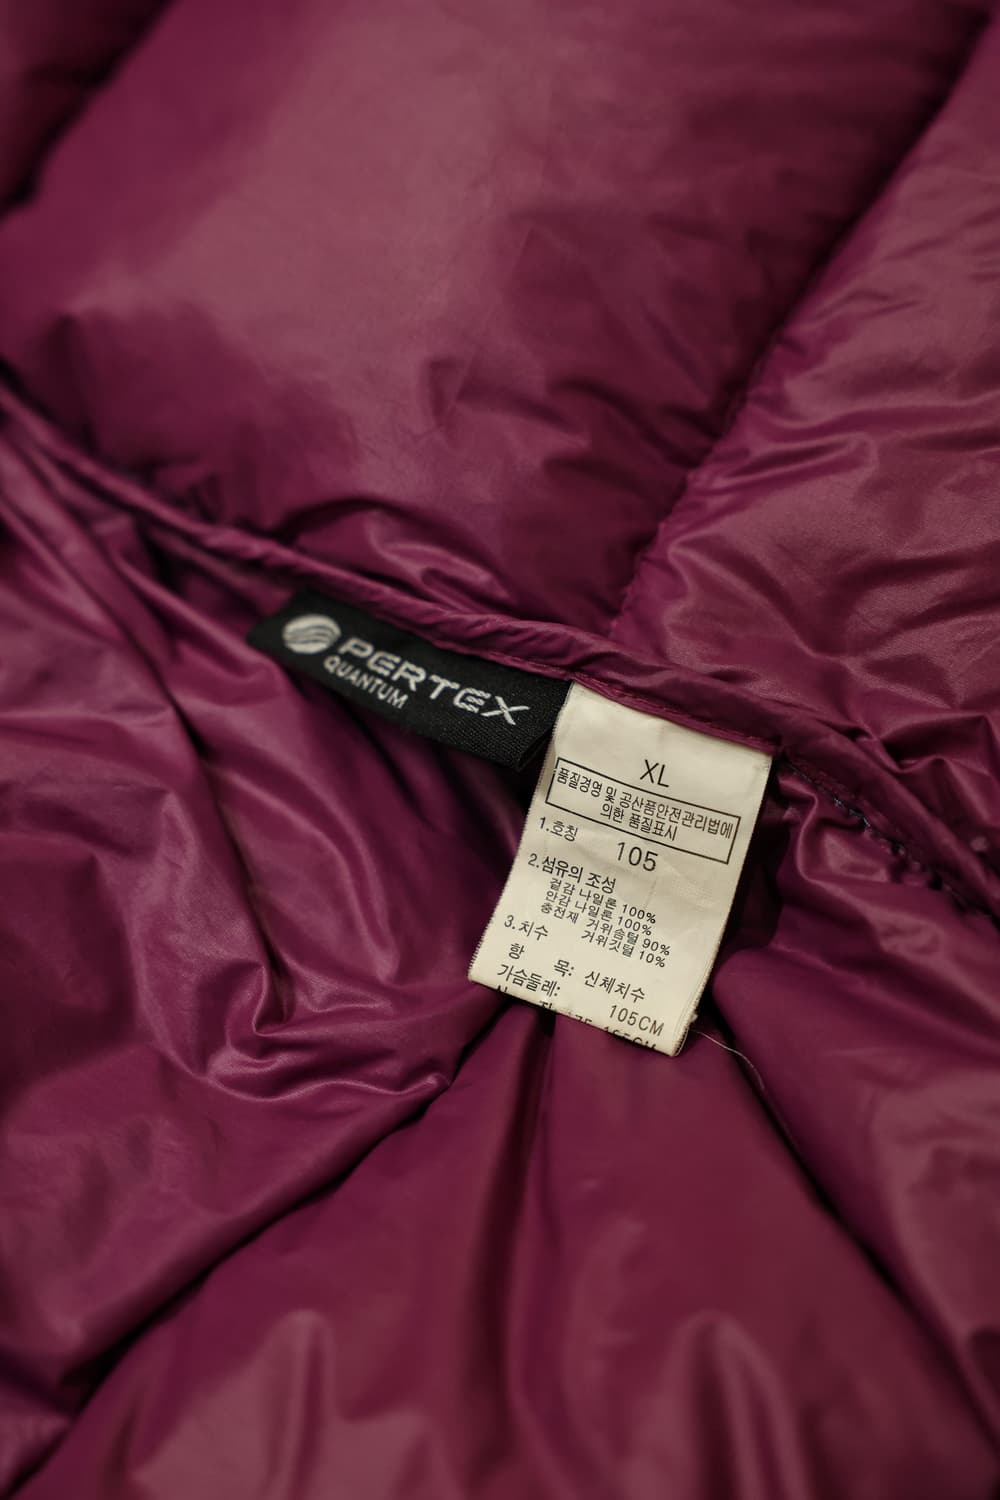 PERTEX
QUANTUM
XL
품질경영 및 공산품안전관리법에
의한 품질표시
1.호칭
105
2.섬유의 조성
겉감 나일론 100%
안감 나일론 100%
충전재 거위솜털 90%
거위깃털 10%
3.치수
항 목: 신체치수
가슴둘레:
105CM